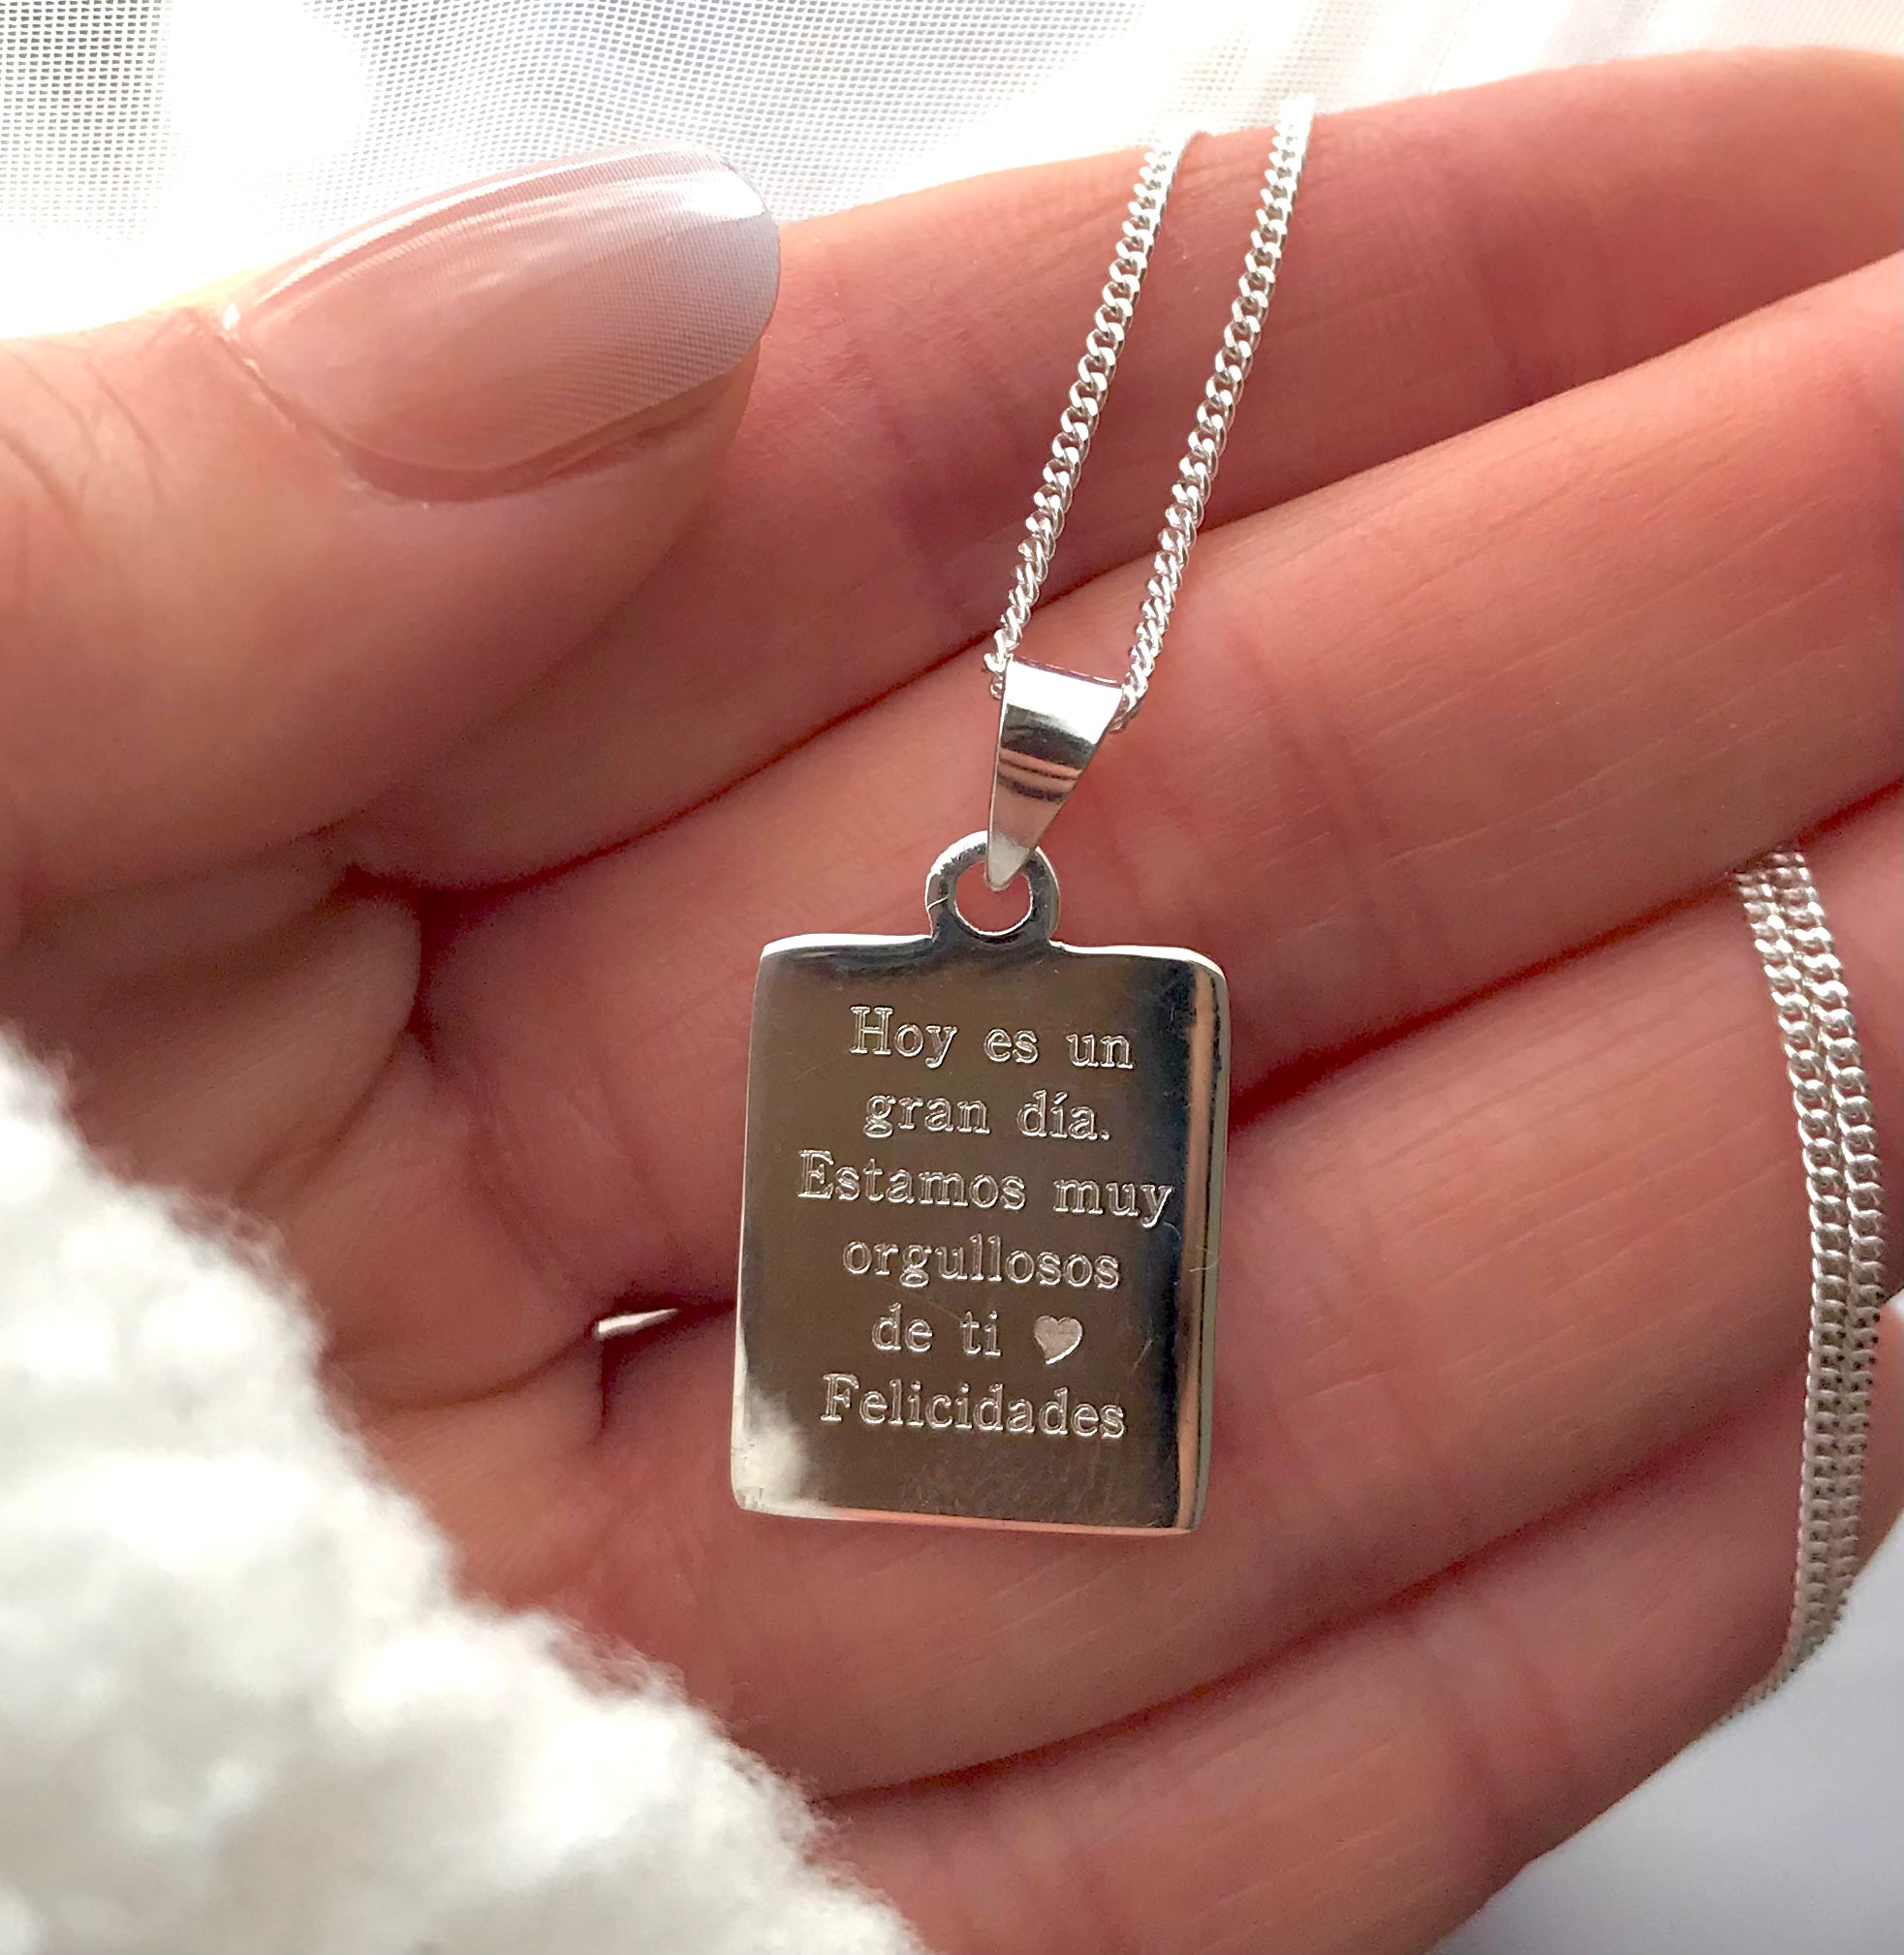 Hoy es un
gran día.
Estamos muy
orgullosos
de ti ♥
Felicidades